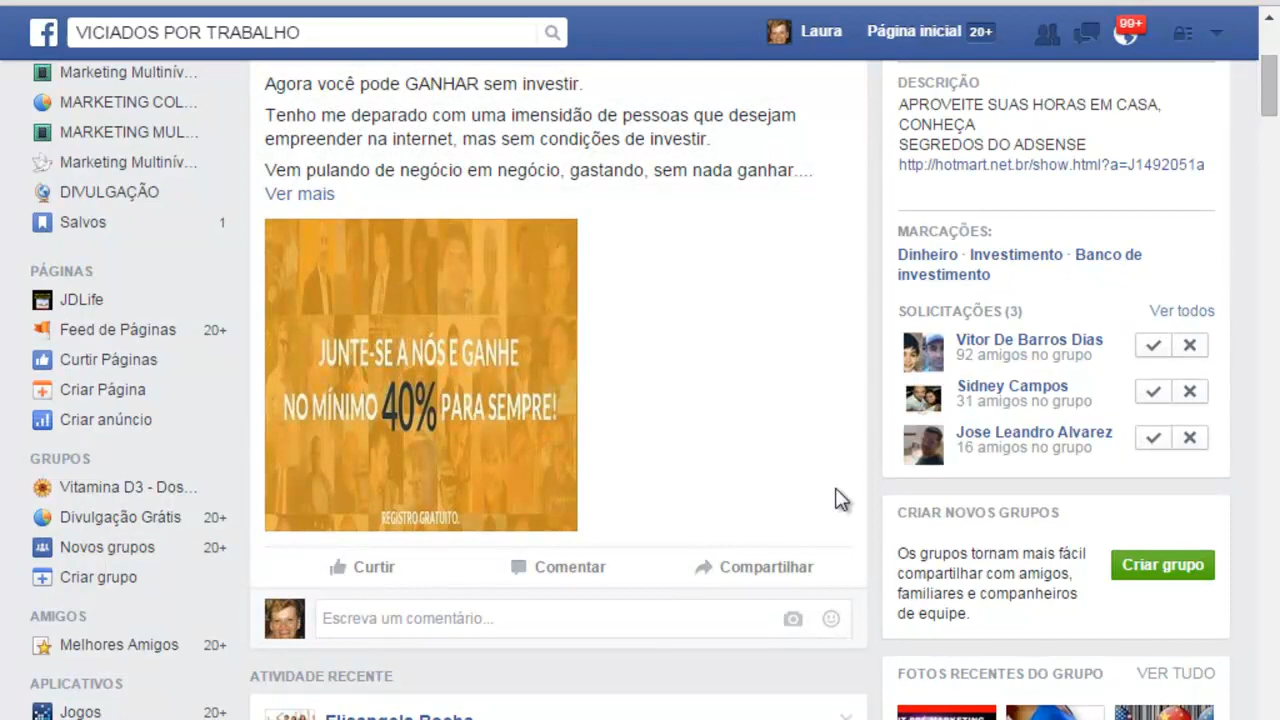 VICIADOS POR TRABALHO
Laura
Página inicial 20+
99+
Marketing Multinív...
MARKETING COL...
MARKETING MUL...
Marketing Multinív...
DIVULGAÇÃO
Salvos 1
PÁGINAS
JDLife
Feed de Páginas 20+
Curtir Páginas
Criar Página
Criar anúncio
GRUPOS
Vitamina D3 - Dos...
Divulgação Grátis 20+
Novos grupos 20+
Criar grupo
AMIGOS
Melhores Amigos 20+
APLICATIVOS
Jogos 20+
Agora você pode GANHAR sem investir.
Tenho me deparado com uma imensidão de pessoas que desejam
empreender na internet, mas sem condições de investir.
Vem pulando de negócio em negócio, gastando, sem nada ganhar....
Ver mais
JUNTE-SE A NÓS E GANHE
NO MÍNIMO 40% PARA SEMPRE!
REGISTRO GRATUITO.
Curtir
Comentar
Compartilhar
Escreva um comentário...
ATIVIDADE RECENTE
Elisangela Rocha
DESCRIÇÃO
APROVEITE SUAS HORAS EM CASA,
CONHEÇA
SEGREDOS DO ADSENSE
http://hotmart.net.br/show.html?a=J1492051a
MARCAÇÕES:
Dinheiro · Investimento · Banco de
investimento
SOLICITAÇÕES (3) Ver todos
Vitor De Barros Dias
92 amigos no grupo
Sidney Campos
31 amigos no grupo
Jose Leandro Alvarez
16 amigos no grupo
CRIAR NOVOS GRUPOS
Os grupos tornam mais fácil
compartilhar com amigos,
familiares e companheiros
de equipe.
Criar grupo
FOTOS RECENTES DO GRUPO VER TUDO